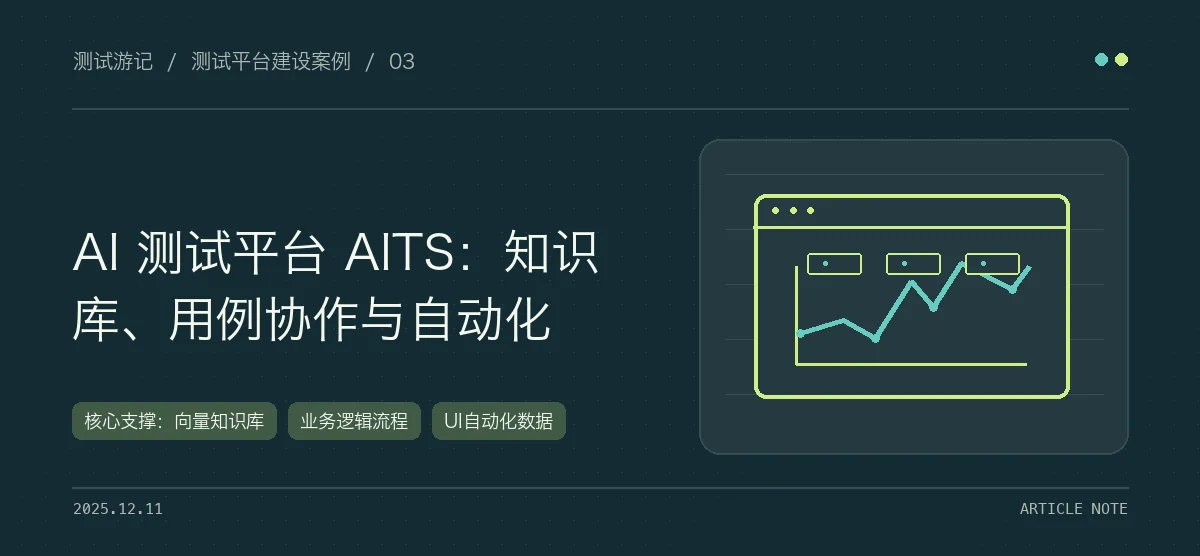 测试游记 / 测试平台建设案例 / 03
AI 测试平台 AITS：知识
库、用例协作与自动化
核心支撑：向量知识库 业务逻辑流程 UI自动化数据
2025.12.11 ARTICLE NOTE